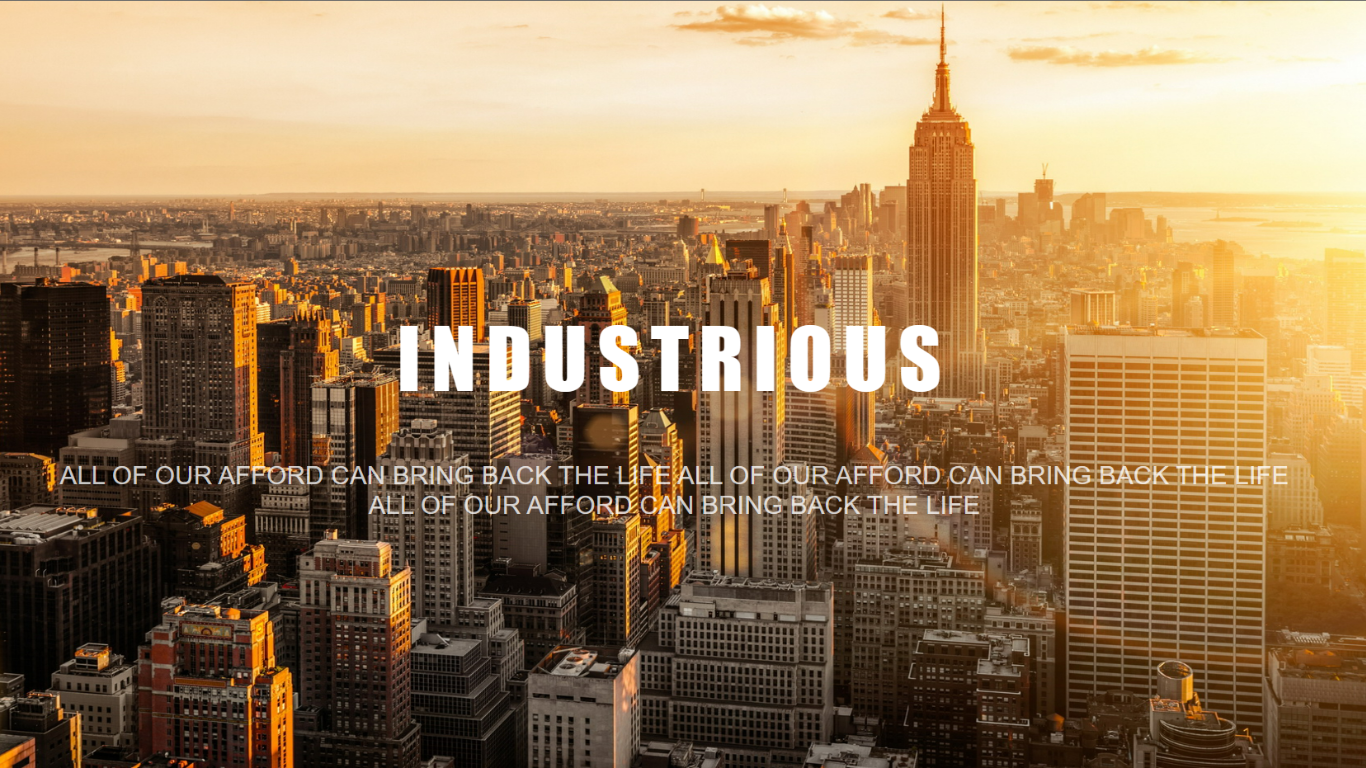 INDUSTRIOUS
ALL OF OUR AFFORD CAN BRING BACK THE LIFE ALL OF OUR AFFORD CAN BRING BACK THE LIFE
ALL OF OUR AFFORD CAN BRING BACK THE LIFE